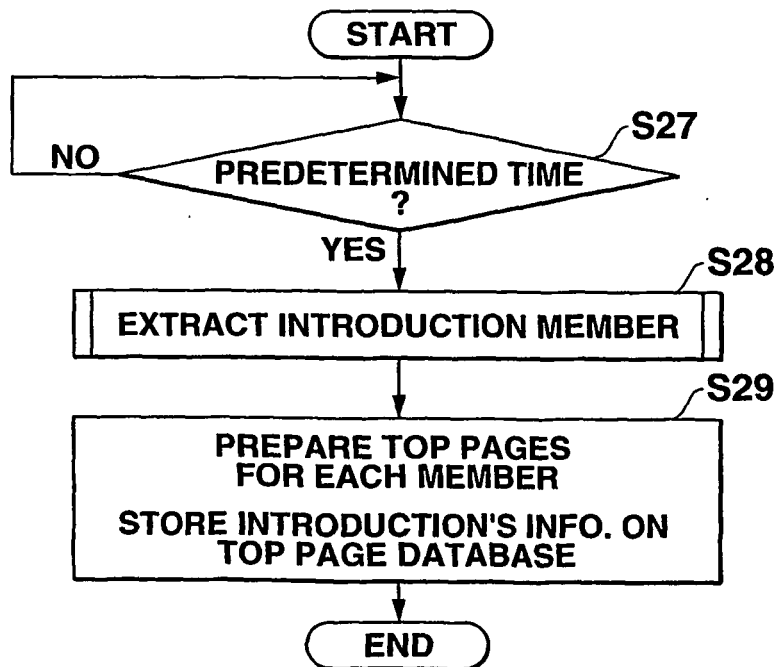 START
S27
NO
PREDETERMINED TIME
?
YES
S28
EXTRACT INTRODUCTION MEMBER
S29
PREPARE TOP PAGES
FOR EACH MEMBER
STORE INTRODUCTION'S INFO. ON
TOP PAGE DATABASE
END